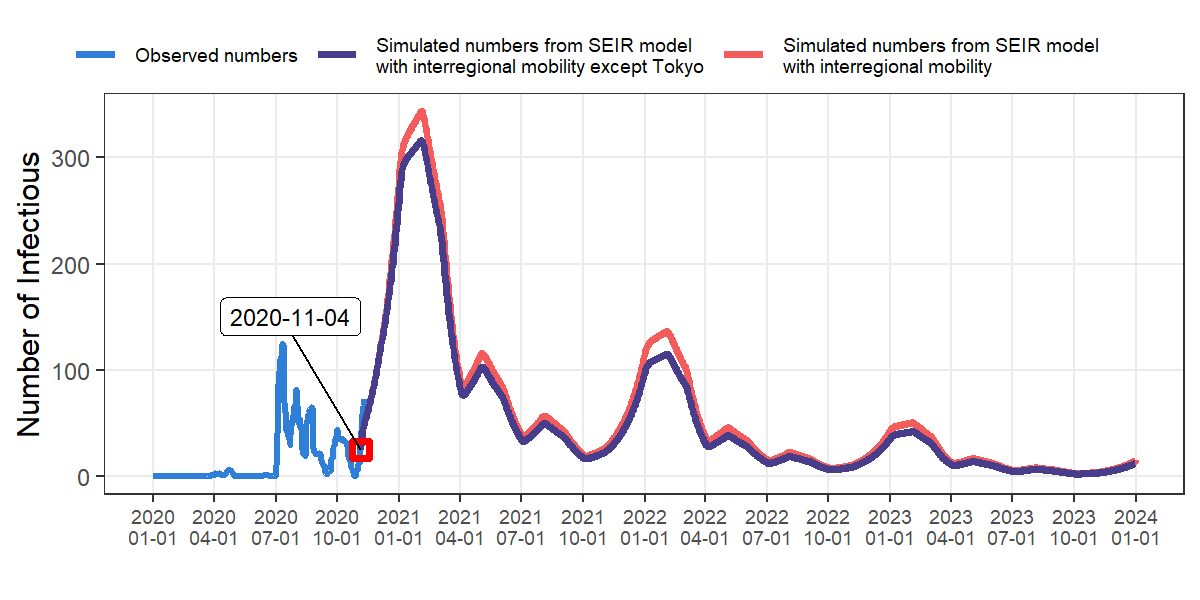 Observed numbers
Simulated numbers from SEIR model
with interregional mobility except Tokyo
Simulated numbers from SEIR model
with interregional mobility
Number of Infectious
300
200
100
0
2020-11-04
2020 2020 2020 2020 2021 2021 2021 2021 2022 2022 2022 2022 2023 2023 2023 2023 2024
01-01 04-01 07-01 10-01 01-01 04-01 07-01 10-01 01-01 04-01 07-01 10-01 01-01 04-01 07-01 10-01 01-01